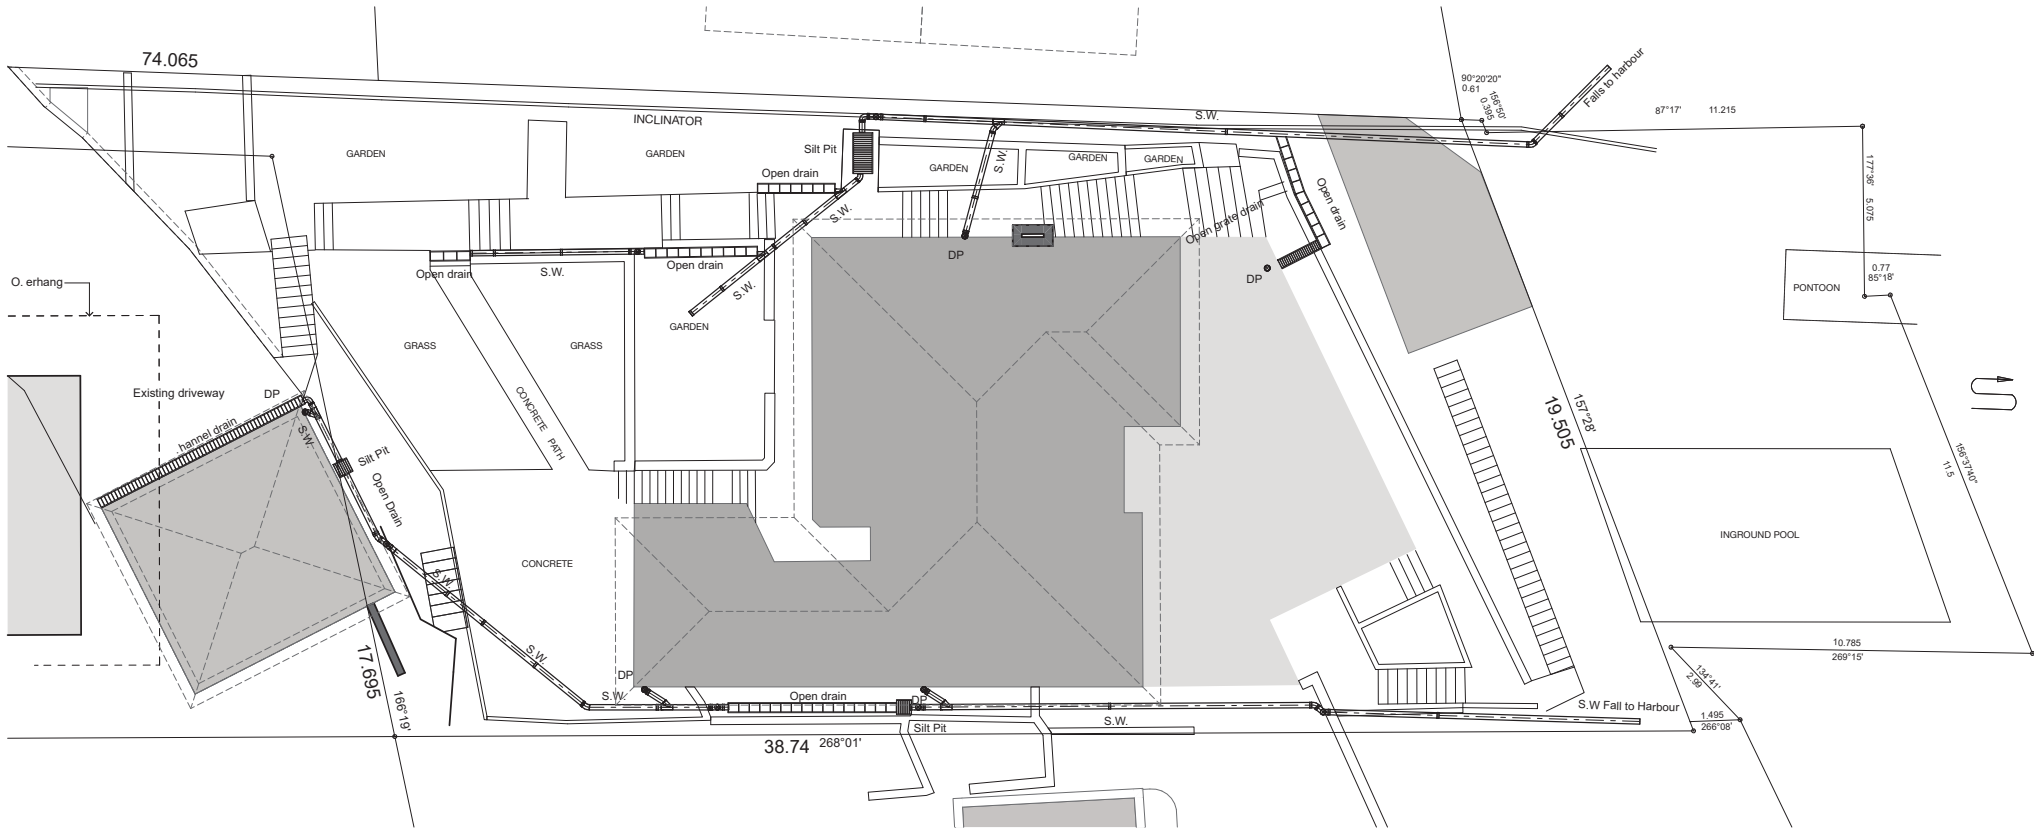 74.065
90°20'20"
0.61
156°50'
0.395
87°17' 11.215
Falls to harbour
S.W.
INCLINATOR
GARDEN
GARDEN
Silt Pit
GARDEN
S.W.
GARDEN
GARDEN
Open drain
177°36' 5.075
Open drain
S.W.
Open grate drain
DP
DP
Open drain
S.W.
Open drain
S.W.
O. erhang
0.77
85°18'
PONTOON
GARDEN
GRASS
GRASS
Existing driveway
DP
CONCRETE PATH
hannel drain
S.W.
157°28'
19.505
Silt Pit
Open Drain
156°37'40"
11.5
INGROUND POOL
CONCRETE
S.W.
S.W.
10.785
269°15'
134°41'
2.99
17.695
166°19'
DP
S.W.
Open drain
DP
Silt Pit
S.W.
S.W Fall to Harbour
1.495
266°08'
38.74 268°01'